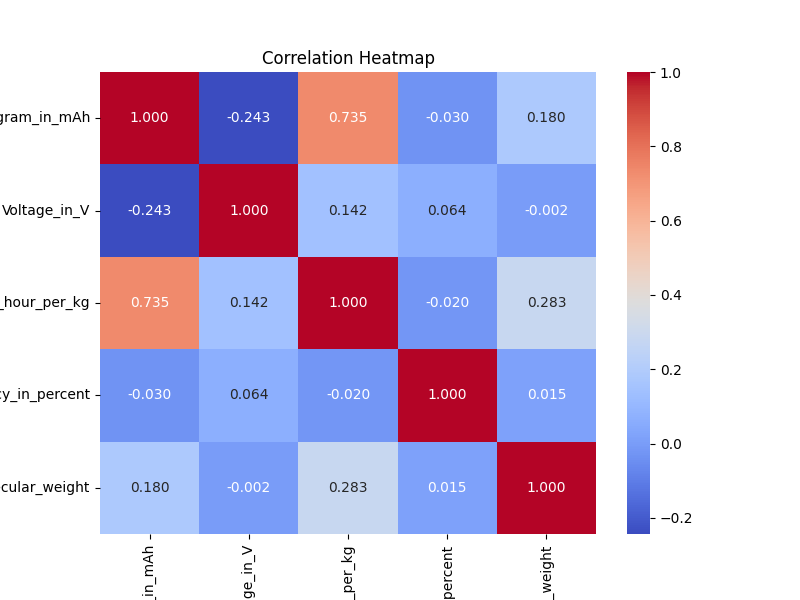 Correlation Heatmap
gram_in_mAh 1.000 -0.243 0.735 -0.030 0.180
Voltage_in_V -0.243 1.000 0.142 0.064 -0.002
_hour_per_kg 0.735 0.142 1.000 -0.020 0.283
cy_in_percent -0.030 0.064 -0.020 1.000 0.015
cular_weight 0.180 -0.002 0.283 0.015 1.000
_in_mAh
ge_in_V
_per_kg
percent
_weight
1.0
0.8
0.6
0.4
0.2
0.0
−0.2